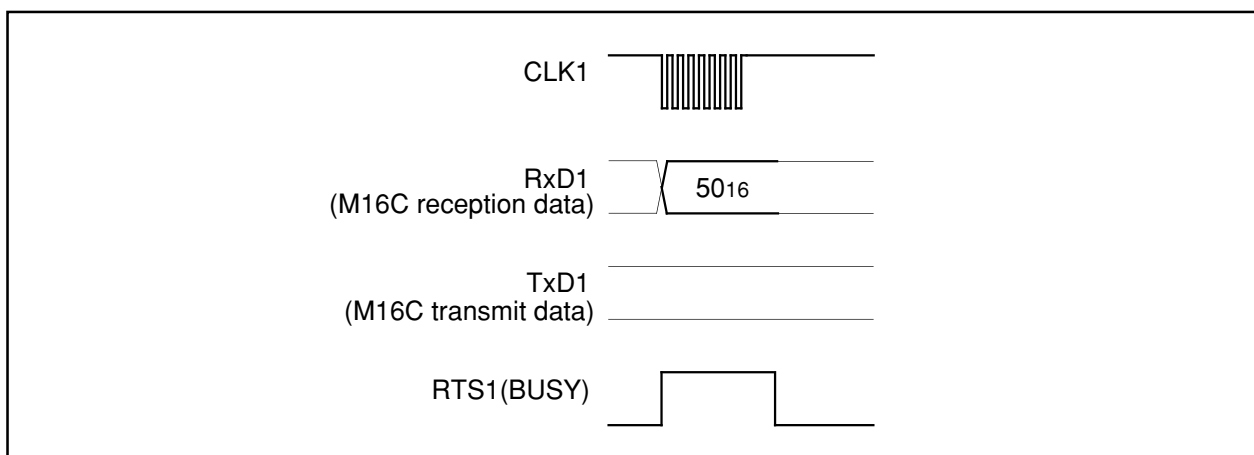 CLK1
RxD1
(M16C reception data)
5016
TxD1
(M16C transmit data)
RTS1(BUSY)